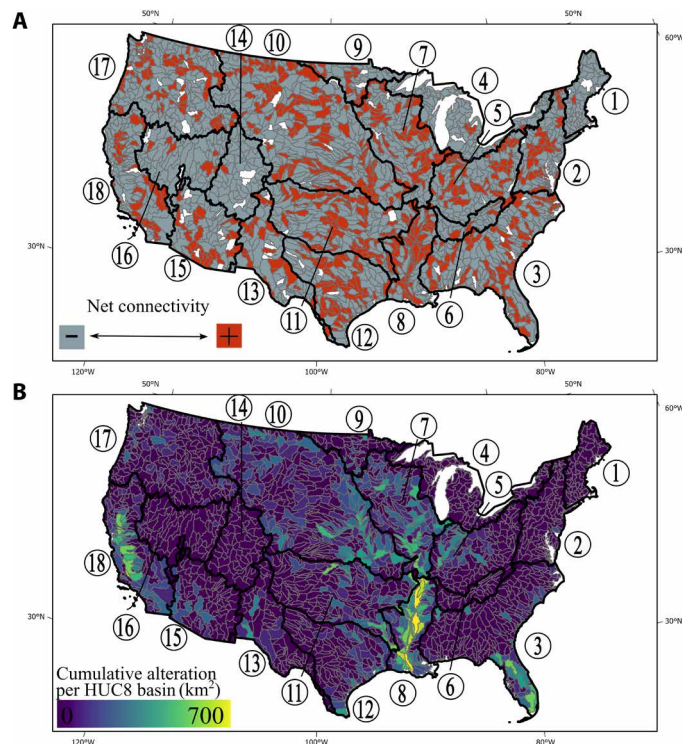 A
50°N
50°N
60°N
14
10
9
7
17
4
5
1
2
18
30°N
30°N
16
15
13
3
11
12
8
6
Net connectivity
−
+
120°W
100°W
80°W
B
50°N
50°N
60°N
14
10
9
7
17
4
5
1
2
18
30°N
30°N
16
15
13
3
11
12
8
6
Cumulative alteration
per HUC8 basin (km²)
0
700
120°W
100°W
80°W